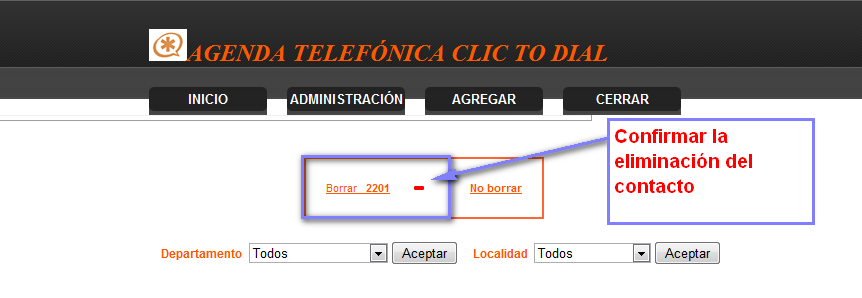 AGENDA TELEFÓNICA CLIC TO DIAL
INICIO ADMINISTRACIÓN AGREGAR CERRAR
Confirmar la
eliminación del
contacto
Borrar 2201 No borrar
Departamento Todos Aceptar Localidad Todos Aceptar